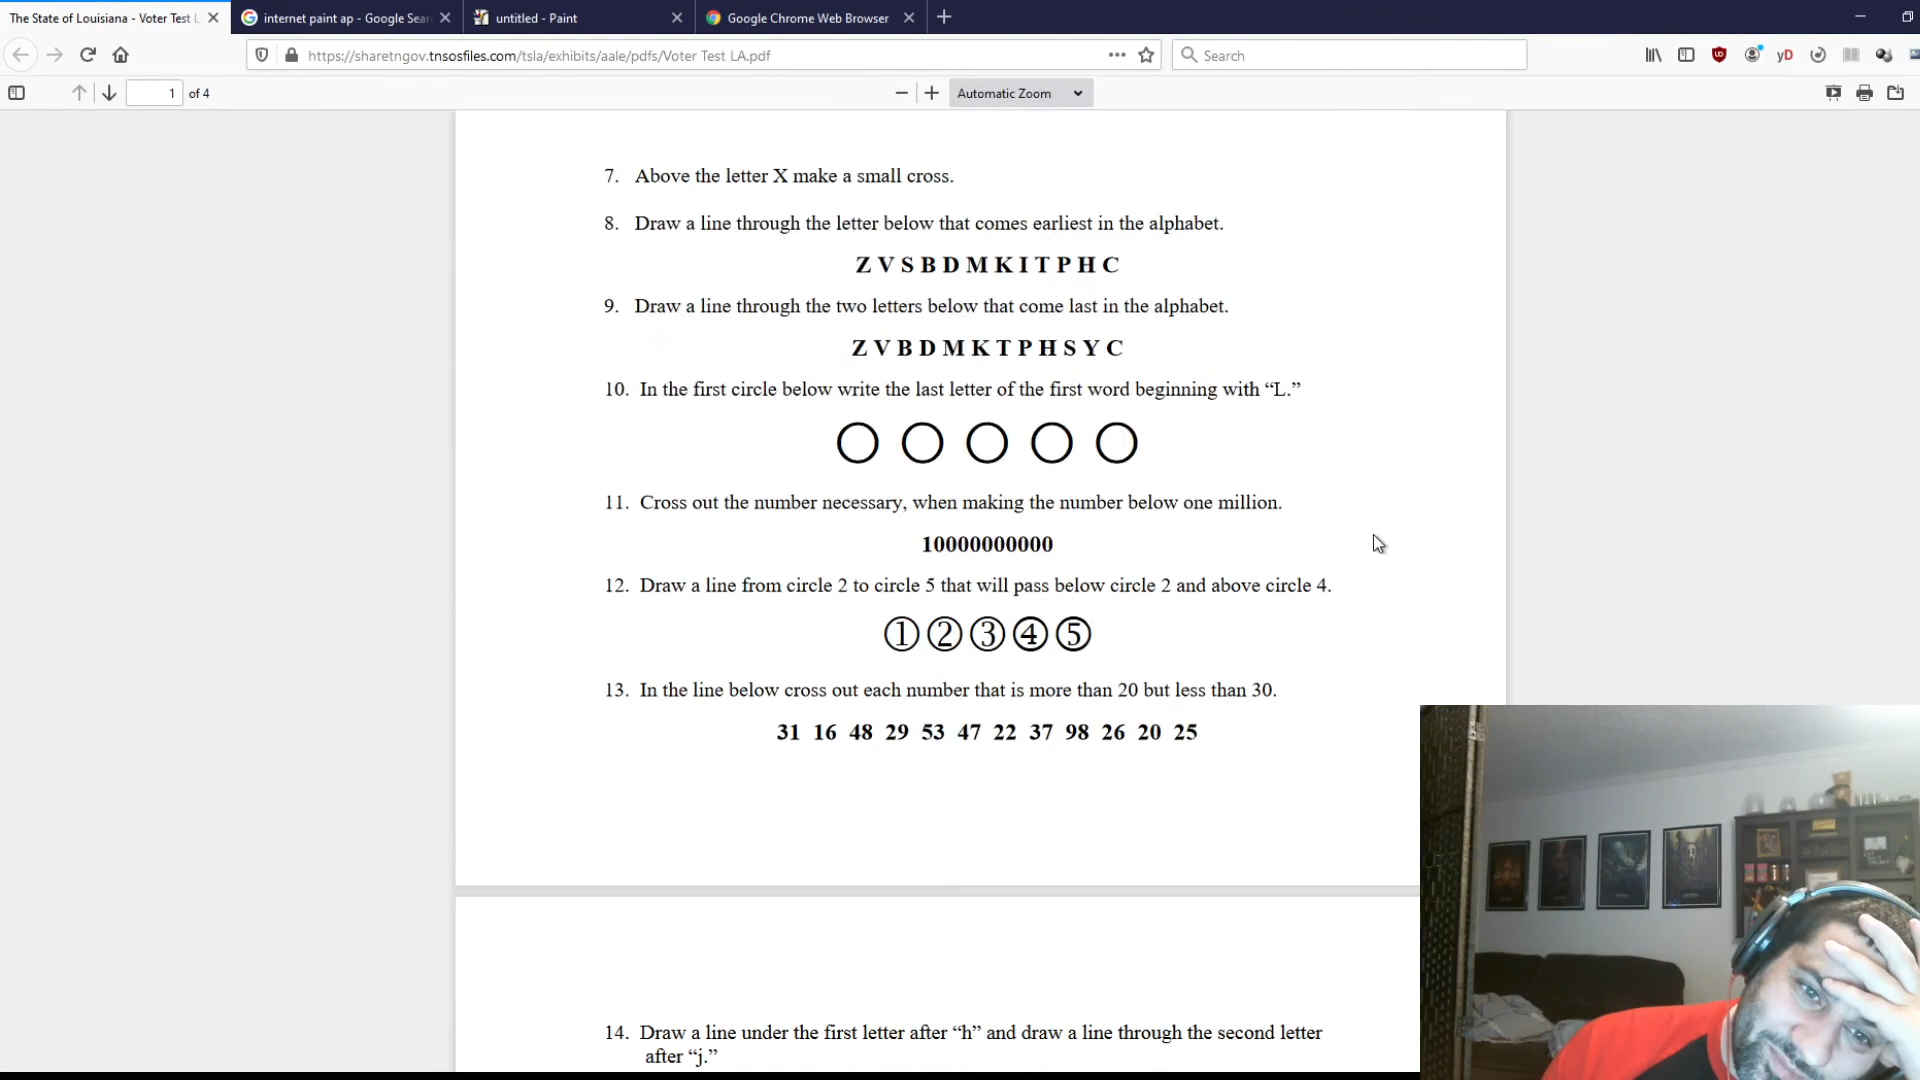 The State of Louisiana - Voter Test L
internet paint ap - Google Sear
untitled - Paint
Google Chrome Web Browser
https://sharetngov.tnsosfiles.com/tsla/exhibits/aale/pdfs/Voter Test LA.pdf
Search
yD
1 of 4
Automatic Zoom
7. Above the letter X make a small cross.
8. Draw a line through the letter below that comes earliest in the alphabet.
Z V S B D M K I T P H C
9. Draw a line through the two letters below that come last in the alphabet.
Z V B D M K T P H S Y C
10. In the first circle below write the last letter of the first word beginning with “L.”
11. Cross out the number necessary, when making the number below one million.
10000000000
12. Draw a line from circle 2 to circle 5 that will pass below circle 2 and above circle 4.
① ② ③ ④ ⑤
13. In the line below cross out each number that is more than 20 but less than 30.
31 16 48 29 53 47 22 37 98 26 20 25
14. Draw a line under the first letter after “h” and draw a line through the second letter
after “j.”